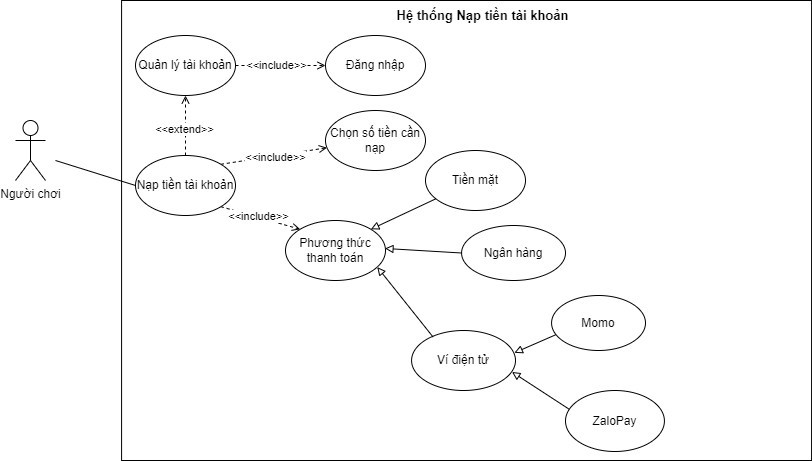 Hệ thống Nạp tiền tài khoản
Quản lý tài khoản
<<include>>
Đăng nhập
<<extend>>
Chọn số tiền cần
nạp
<<include>>
Người chơi
Nạp tiền tài khoản
Tiền mặt
<<include>>
Phương thức
thanh toán
Ngân hàng
Momo
Ví điện tử
ZaloPay